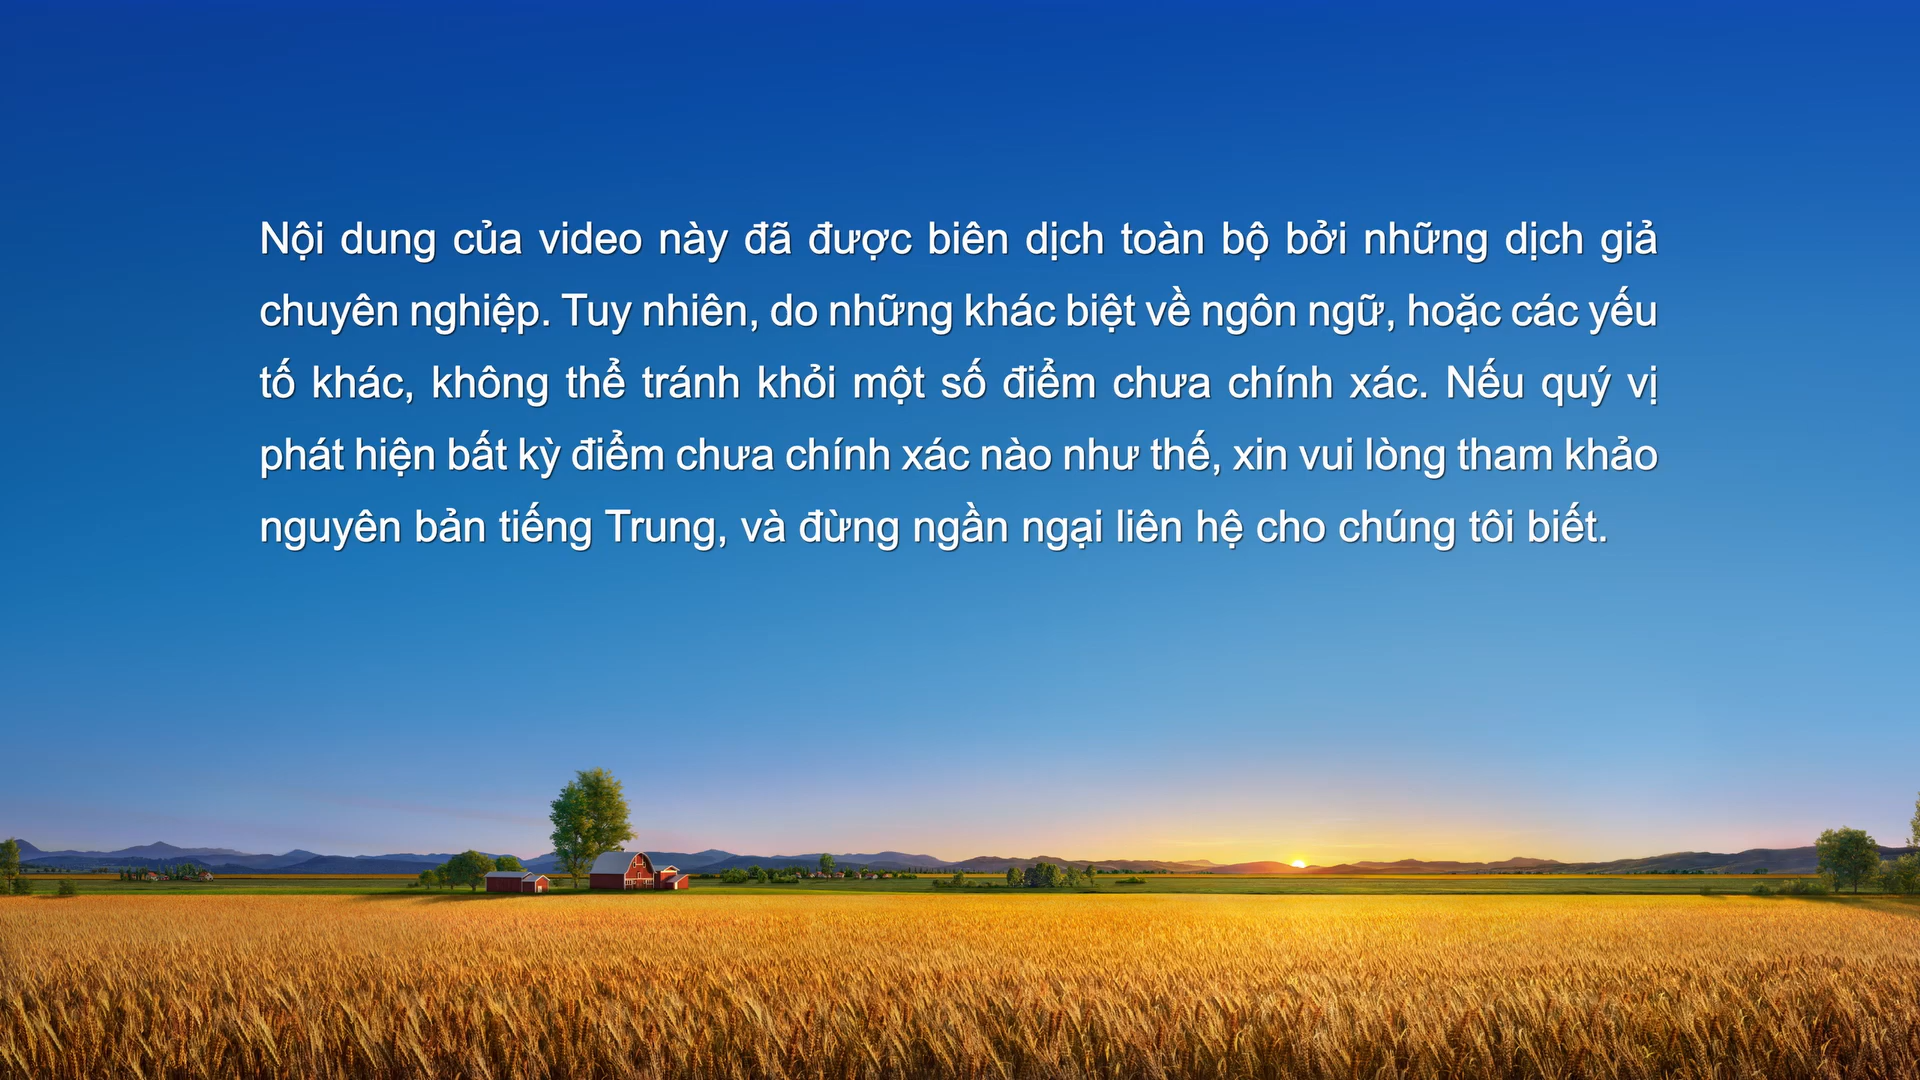 Nội dung của video này đã được biên dịch toàn bộ bởi những dịch giả
chuyên nghiệp. Tuy nhiên, do những khác biệt về ngôn ngữ, hoặc các yếu
tố khác, không thể tránh khỏi một số điểm chưa chính xác. Nếu quý vị
phát hiện bất kỳ điểm chưa chính xác nào như thế, xin vui lòng tham khảo
nguyên bản tiếng Trung, và đừng ngần ngại liên hệ cho chúng tôi biết.